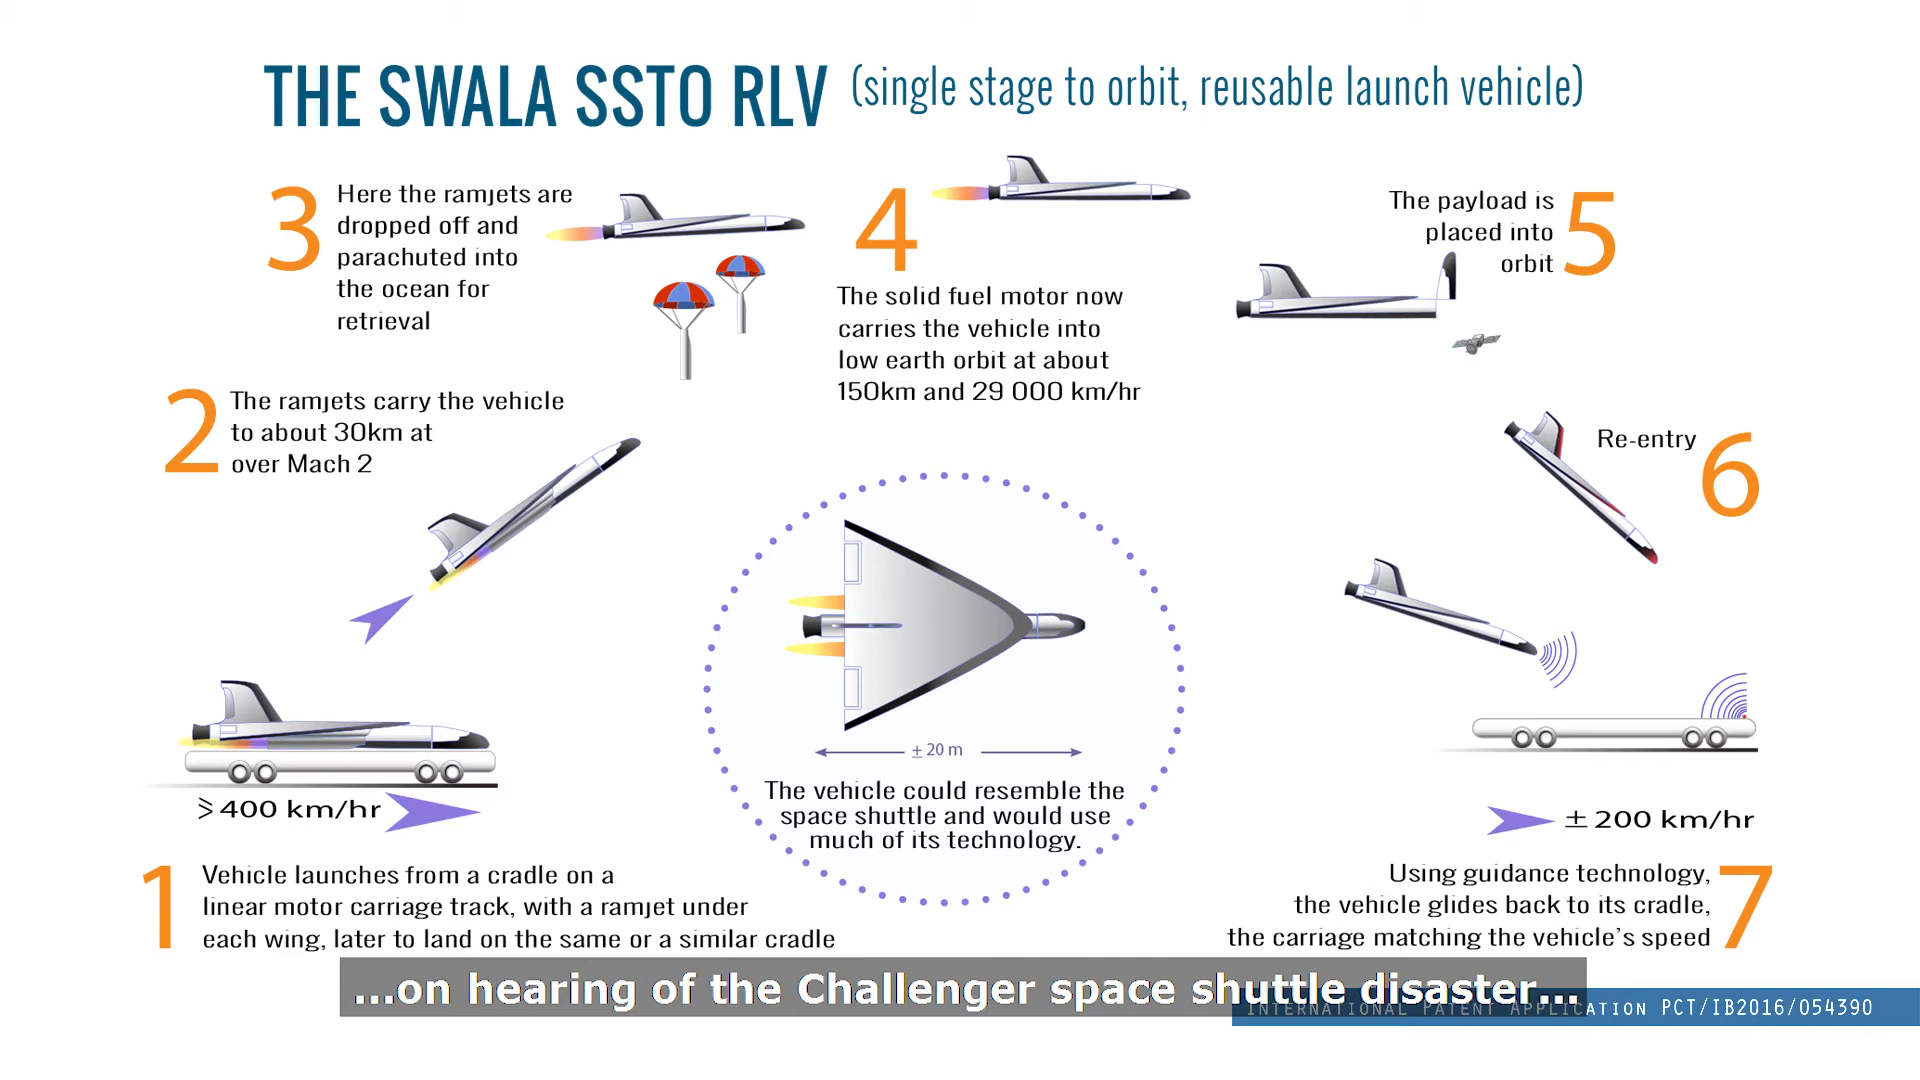 THE SWALA SSTO RLV (single stage to orbit, reusable launch vehicle)
3
Here the ramjets are
dropped off and
parachuted into
the ocean for
retrieval
4
The solid fuel motor now
carries the vehicle into
low earth orbit at about
150km and 29 000 km/hr
The payload is
placed into
orbit
5
2
The ramjets carry the vehicle
to about 30km at
over Mach 2
Re-entry
6
± 20 m
The vehicle could resemble the
space shuttle and would use
much of its technology.
⩾ 400 km/hr
± 200 km/hr
1
Vehicle launches from a cradle on a
linear motor carriage track, with a ramjet under
each wing, later to land on the same or a similar cradle
Using guidance technology,
the vehicle glides back to its cradle,
the carriage matching the vehicle's speed
7
...on hearing of the Challenger space shuttle disaster...
International Patent Application PCT/IB2016/054390